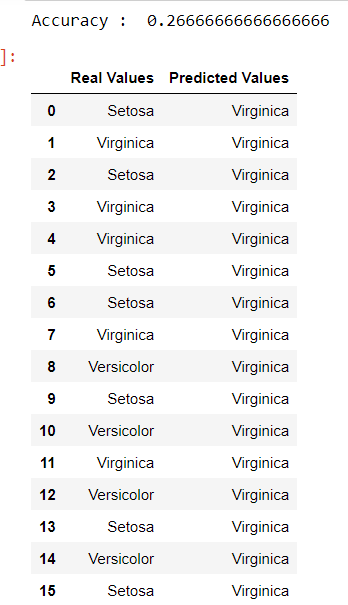 Accuracy :  0.26666666666666666
]:
Real Values Predicted Values
0 Setosa Virginica
1 Virginica Virginica
2 Setosa Virginica
3 Virginica Virginica
4 Virginica Virginica
5 Setosa Virginica
6 Setosa Virginica
7 Virginica Virginica
8 Versicolor Virginica
9 Setosa Virginica
10 Versicolor Virginica
11 Virginica Virginica
12 Versicolor Virginica
13 Setosa Virginica
14 Versicolor Virginica
15 Setosa Virginica